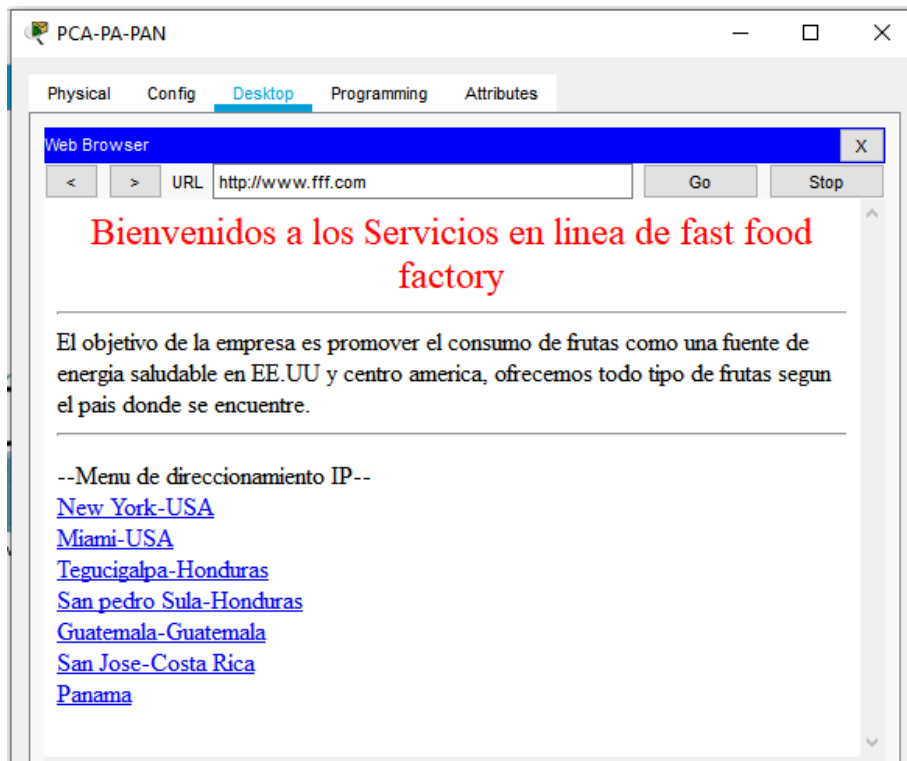 PCA-PA-PAN
Physical Config Desktop Programming Attributes
Web Browser X
< > URL http://www.fff.com Go Stop
Bienvenidos a los Servicios en linea de fast food
factory
El objetivo de la empresa es promover el consumo de frutas como una fuente de
energia saludable en EE.UU y centro america, ofrecemos todo tipo de frutas segun
el pais donde se encuentre.
--Menu de direccionamiento IP--
New York-USA
Miami-USA
Tegucigalpa-Honduras
San pedro Sula-Honduras
Guatemala-Guatemala
San Jose-Costa Rica
Panama